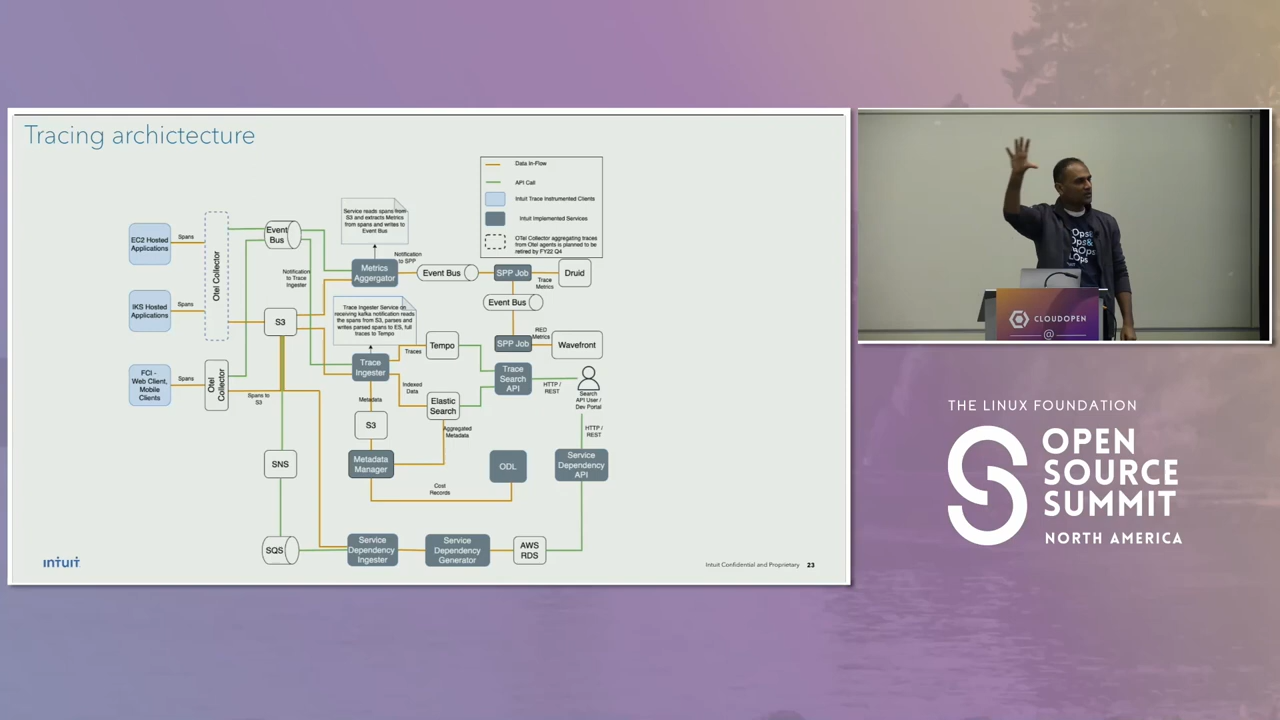 Tracing archictecture
Data In-Flow
API Call
Intuit Trace Instrumented Clients
Intuit Implemented Services
OTel Collector aggregating traces
from Otel agents is planned to be
retired by FY22 Q4
EC2 Hosted
Applications
Spans
IKS Hosted
Applications
Spans
FCI -
Web Client,
Mobile
Clients
Spans
Otel Collector
Otel
Collector
Event
Bus
Notification
to Trace
Ingester
S3
Spans to
S3
SNS
SQS
Service reads spans from
S3 and extracts Metrics
from spans and writes to
Event Bus
Metrics
Aggergator
Notification
to SPP
Event Bus
SPP Job
Trace
Metrics
Druid
Event Bus
RED
Metrics
SPP Job
Wavefront
Trace Ingester Service on
receiving kafka notification reads
the spans from S3, parses and
writes parsed spans to ES, full
traces to Tempo
Trace
Ingester
Traces
Tempo
Indexed
Data
Elastic
Search
Trace
Search
API
HTTP /
REST
Search
API User /
Dev Portal
HTTP /
REST
Metadata
S3
Aggregated
Metadata
Metadata
Manager
Cost
Records
ODL
Service
Dependency
API
Service
Dependency
Ingester
Service
Dependency
Generator
AWS
RDS
INTUIT
Intuit Confidential and Proprietary 23
Ops
Ops&
Ops
Ops
CLOUDOPEN
@
THE LINUX FOUNDATION
OPEN
SOURCE
SUMMIT
NORTH AMERICA